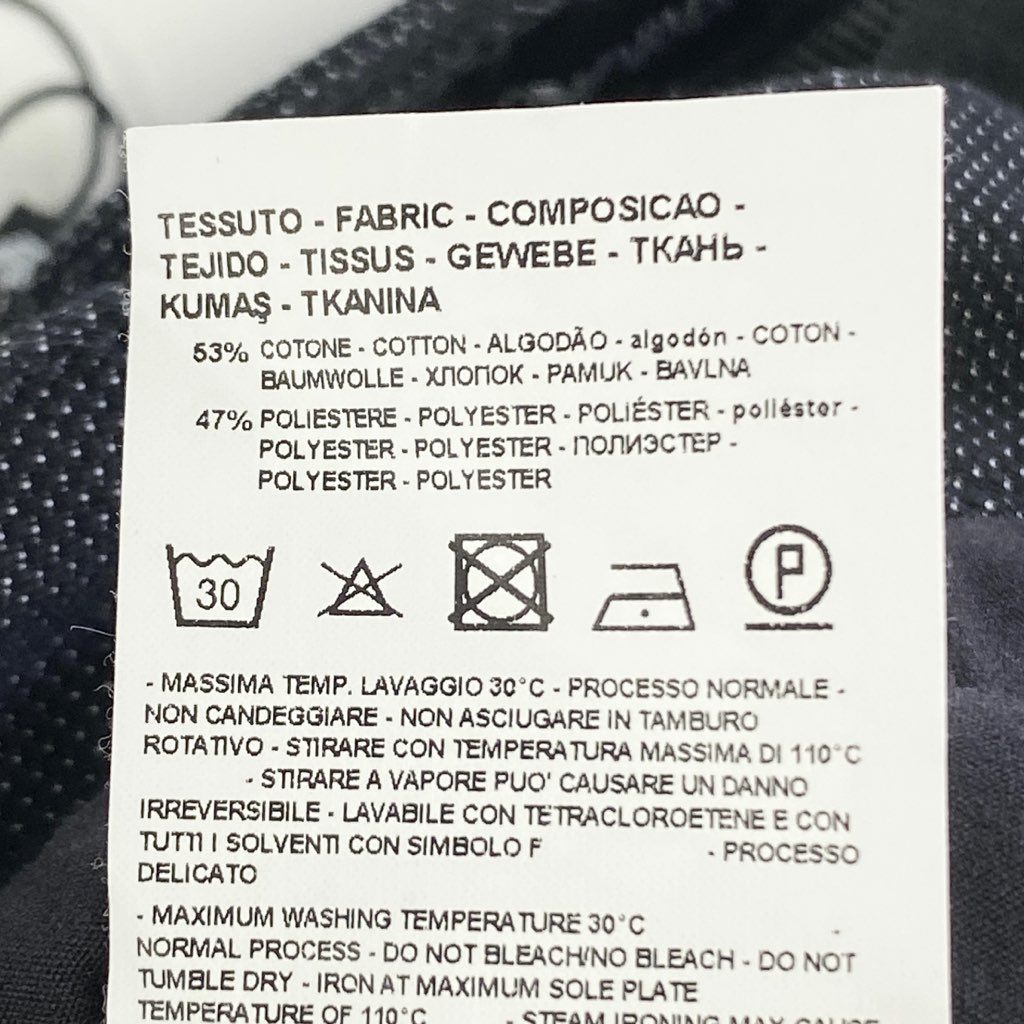 TESSUTO - FABRIC - COMPOSICAO -
TEJIDO - TISSUS - GEWEBE - ТКАНЬ -
KUMAŞ - TKANINA
53% COTONE - COTTON - ALGODÃO - algodón - COTON -
BAUMWOLLE - ХЛОПОК - PAMUK - BAVLNA
47% POLIESTERE - POLYESTER - POLIÉSTER - poliéster -
POLYESTER - POLYESTER - ПОЛИЭСТЕР -
POLYESTER - POLYESTER
30
P
- MASSIMA TEMP. LAVAGGIO 30°C - PROCESSO NORMALE -
NON CANDEGGIARE - NON ASCIUGARE IN TAMBURO
ROTATIVO - STIRARE CON TEMPERATURA MASSIMA DI 110°C
- STIRARE A VAPORE PUO' CAUSARE UN DANNO
IRREVERSIBILE - LAVABILE CON TETRACLOROETENE E CON
TUTTI I SOLVENTI CON SIMBOLO F - PROCESSO
DELICATO
- MAXIMUM WASHING TEMPERATURE 30°C -
NORMAL PROCESS - DO NOT BLEACH/NO BLEACH - DO NOT
TUMBLE DRY - IRON AT MAXIMUM SOLE PLATE
TEMPERATURE OF 110°C - STEAM IRONING MAY CAUSE